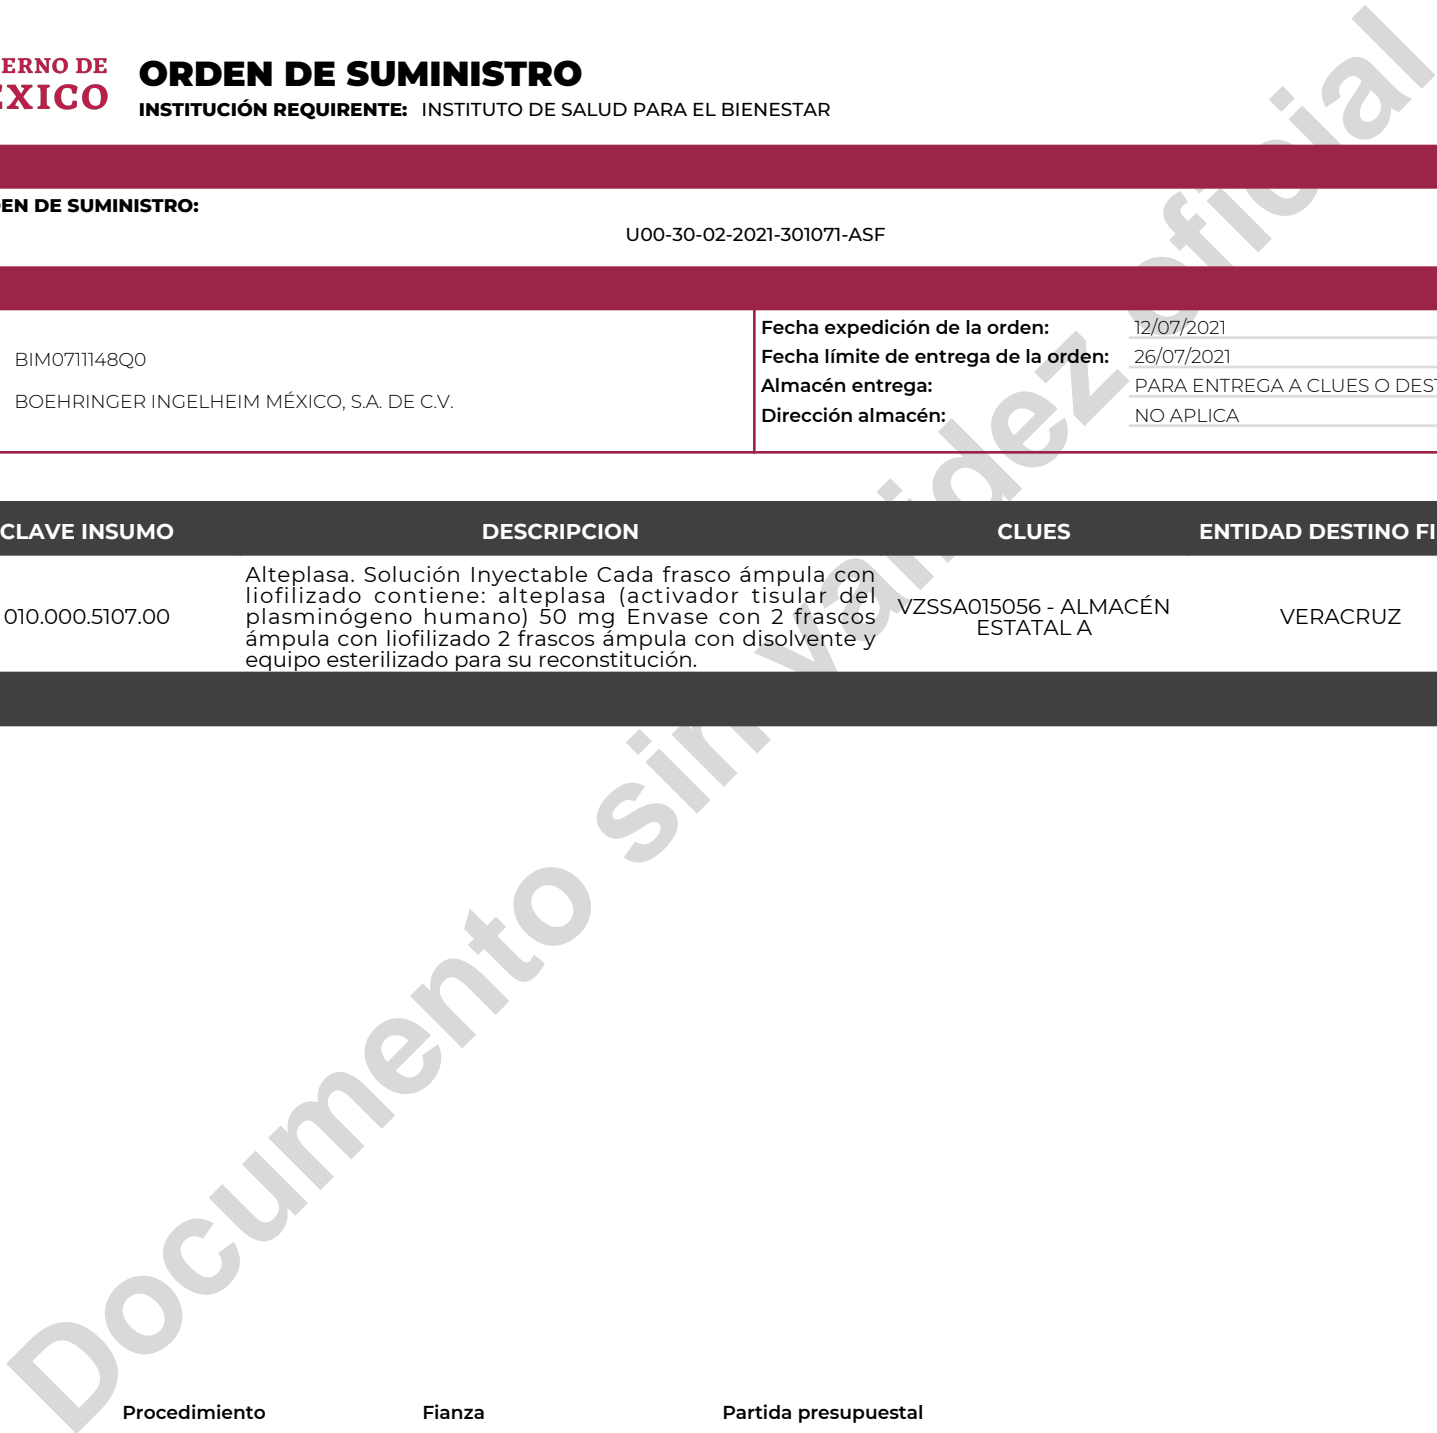 ERNO DE
ÉXICO
ORDEN DE SUMINISTRO
INSTITUCIÓN REQUIRENTE: INSTITUTO DE SALUD PARA EL BIENESTAR
EN DE SUMINISTRO:
U00-30-02-2021-301071-ASF
BIM0711148Q0
BOEHRINGER INGELHEIM MÉXICO, S.A. DE C.V.
Fecha expedición de la orden: 12/07/2021
Fecha límite de entrega de la orden: 26/07/2021
Almacén entrega: PARA ENTREGA A CLUES O DEST
Dirección almacén: NO APLICA
CLAVE INSUMO DESCRIPCION CLUES ENTIDAD DESTINO FI
010.000.5107.00
Alteplasa. Solución Inyectable Cada frasco ámpula con
liofilizado contiene: alteplasa (activador tisular del
plasminógeno humano) 50 mg Envase con 2 frascos
ámpula con liofilizado 2 frascos ámpula con disolvente y
equipo esterilizado para su reconstitución.
VZSSA015056 - ALMACÉN
ESTATAL A
VERACRUZ
Documento sin validez oficial
Procedimiento Fianza Partida presupuestal